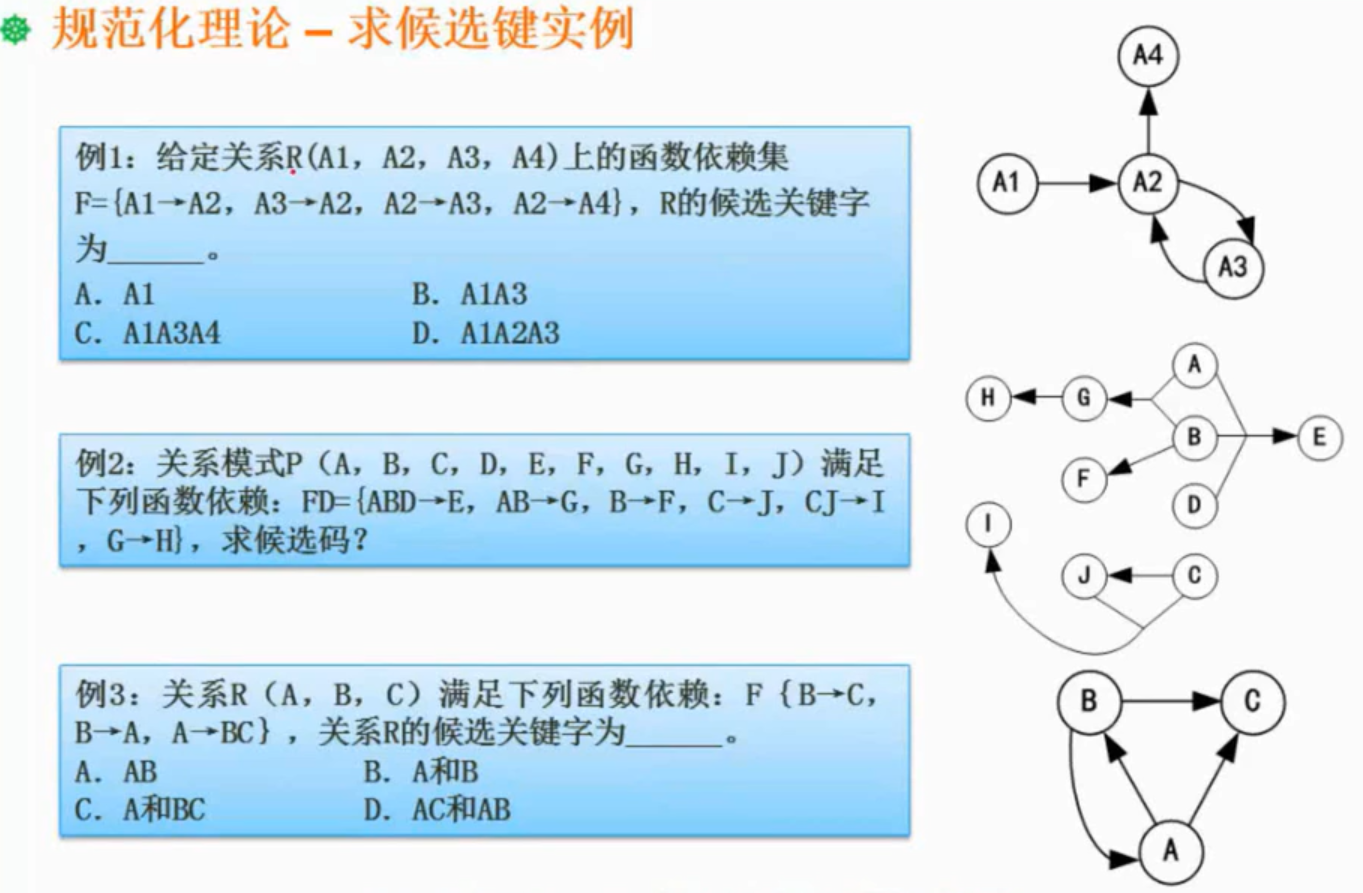 规范化理论 – 求候选键实例
例1：给定关系R(A1，A2，A3，A4)上的函数依赖集
F={A1→A2，A3→A2，A2→A3，A2→A4}，R的候选关键字
为______。
A．A1 B．A1A3
C．A1A3A4 D．A1A2A3
A4
A1
A2
A3
例2：关系模式P（A，B，C，D，E，F，G，H，I，J）满足
下列函数依赖：FD={ABD→E，AB→G，B→F，C→J，CJ→I
，G→H}，求候选码？
A
H
G
B
E
F
D
I
J
C
例3：关系R（A，B，C）满足下列函数依赖：F｛B→C，
B→A，A→BC｝，关系R的候选关键字为______。
A．AB B．A和B
C．A和BC D．AC和AB
B
C
A